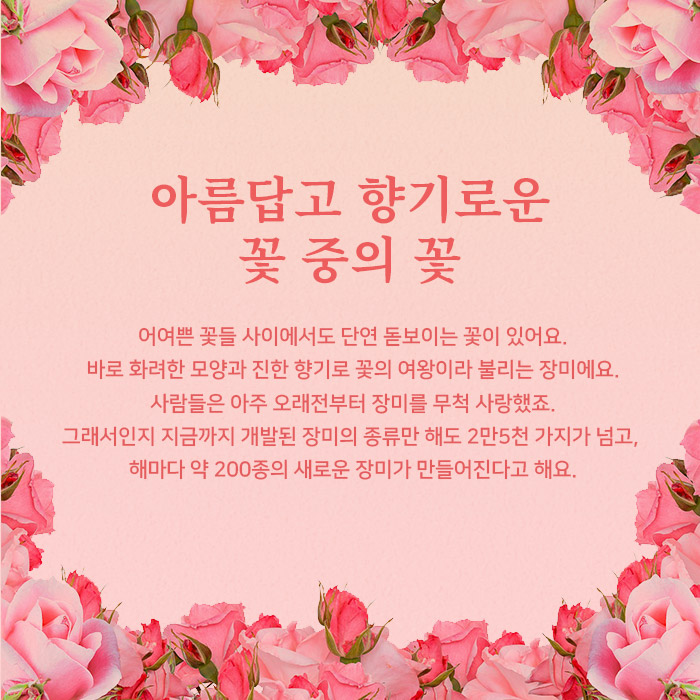 아름답고 향기로운
꽃 중의 꽃
어여쁜 꽃들 사이에서도 단연 돋보이는 꽃이 있어요.
바로 화려한 모양과 진한 향기로 꽃의 여왕이라 불리는 장미에요.
사람들은 아주 오래전부터 장미를 무척 사랑했죠.
그래서인지 지금까지 개발된 장미의 종류만 해도 2만5천 가지가 넘고,
해마다 약 200종의 새로운 장미가 만들어진다고 해요.